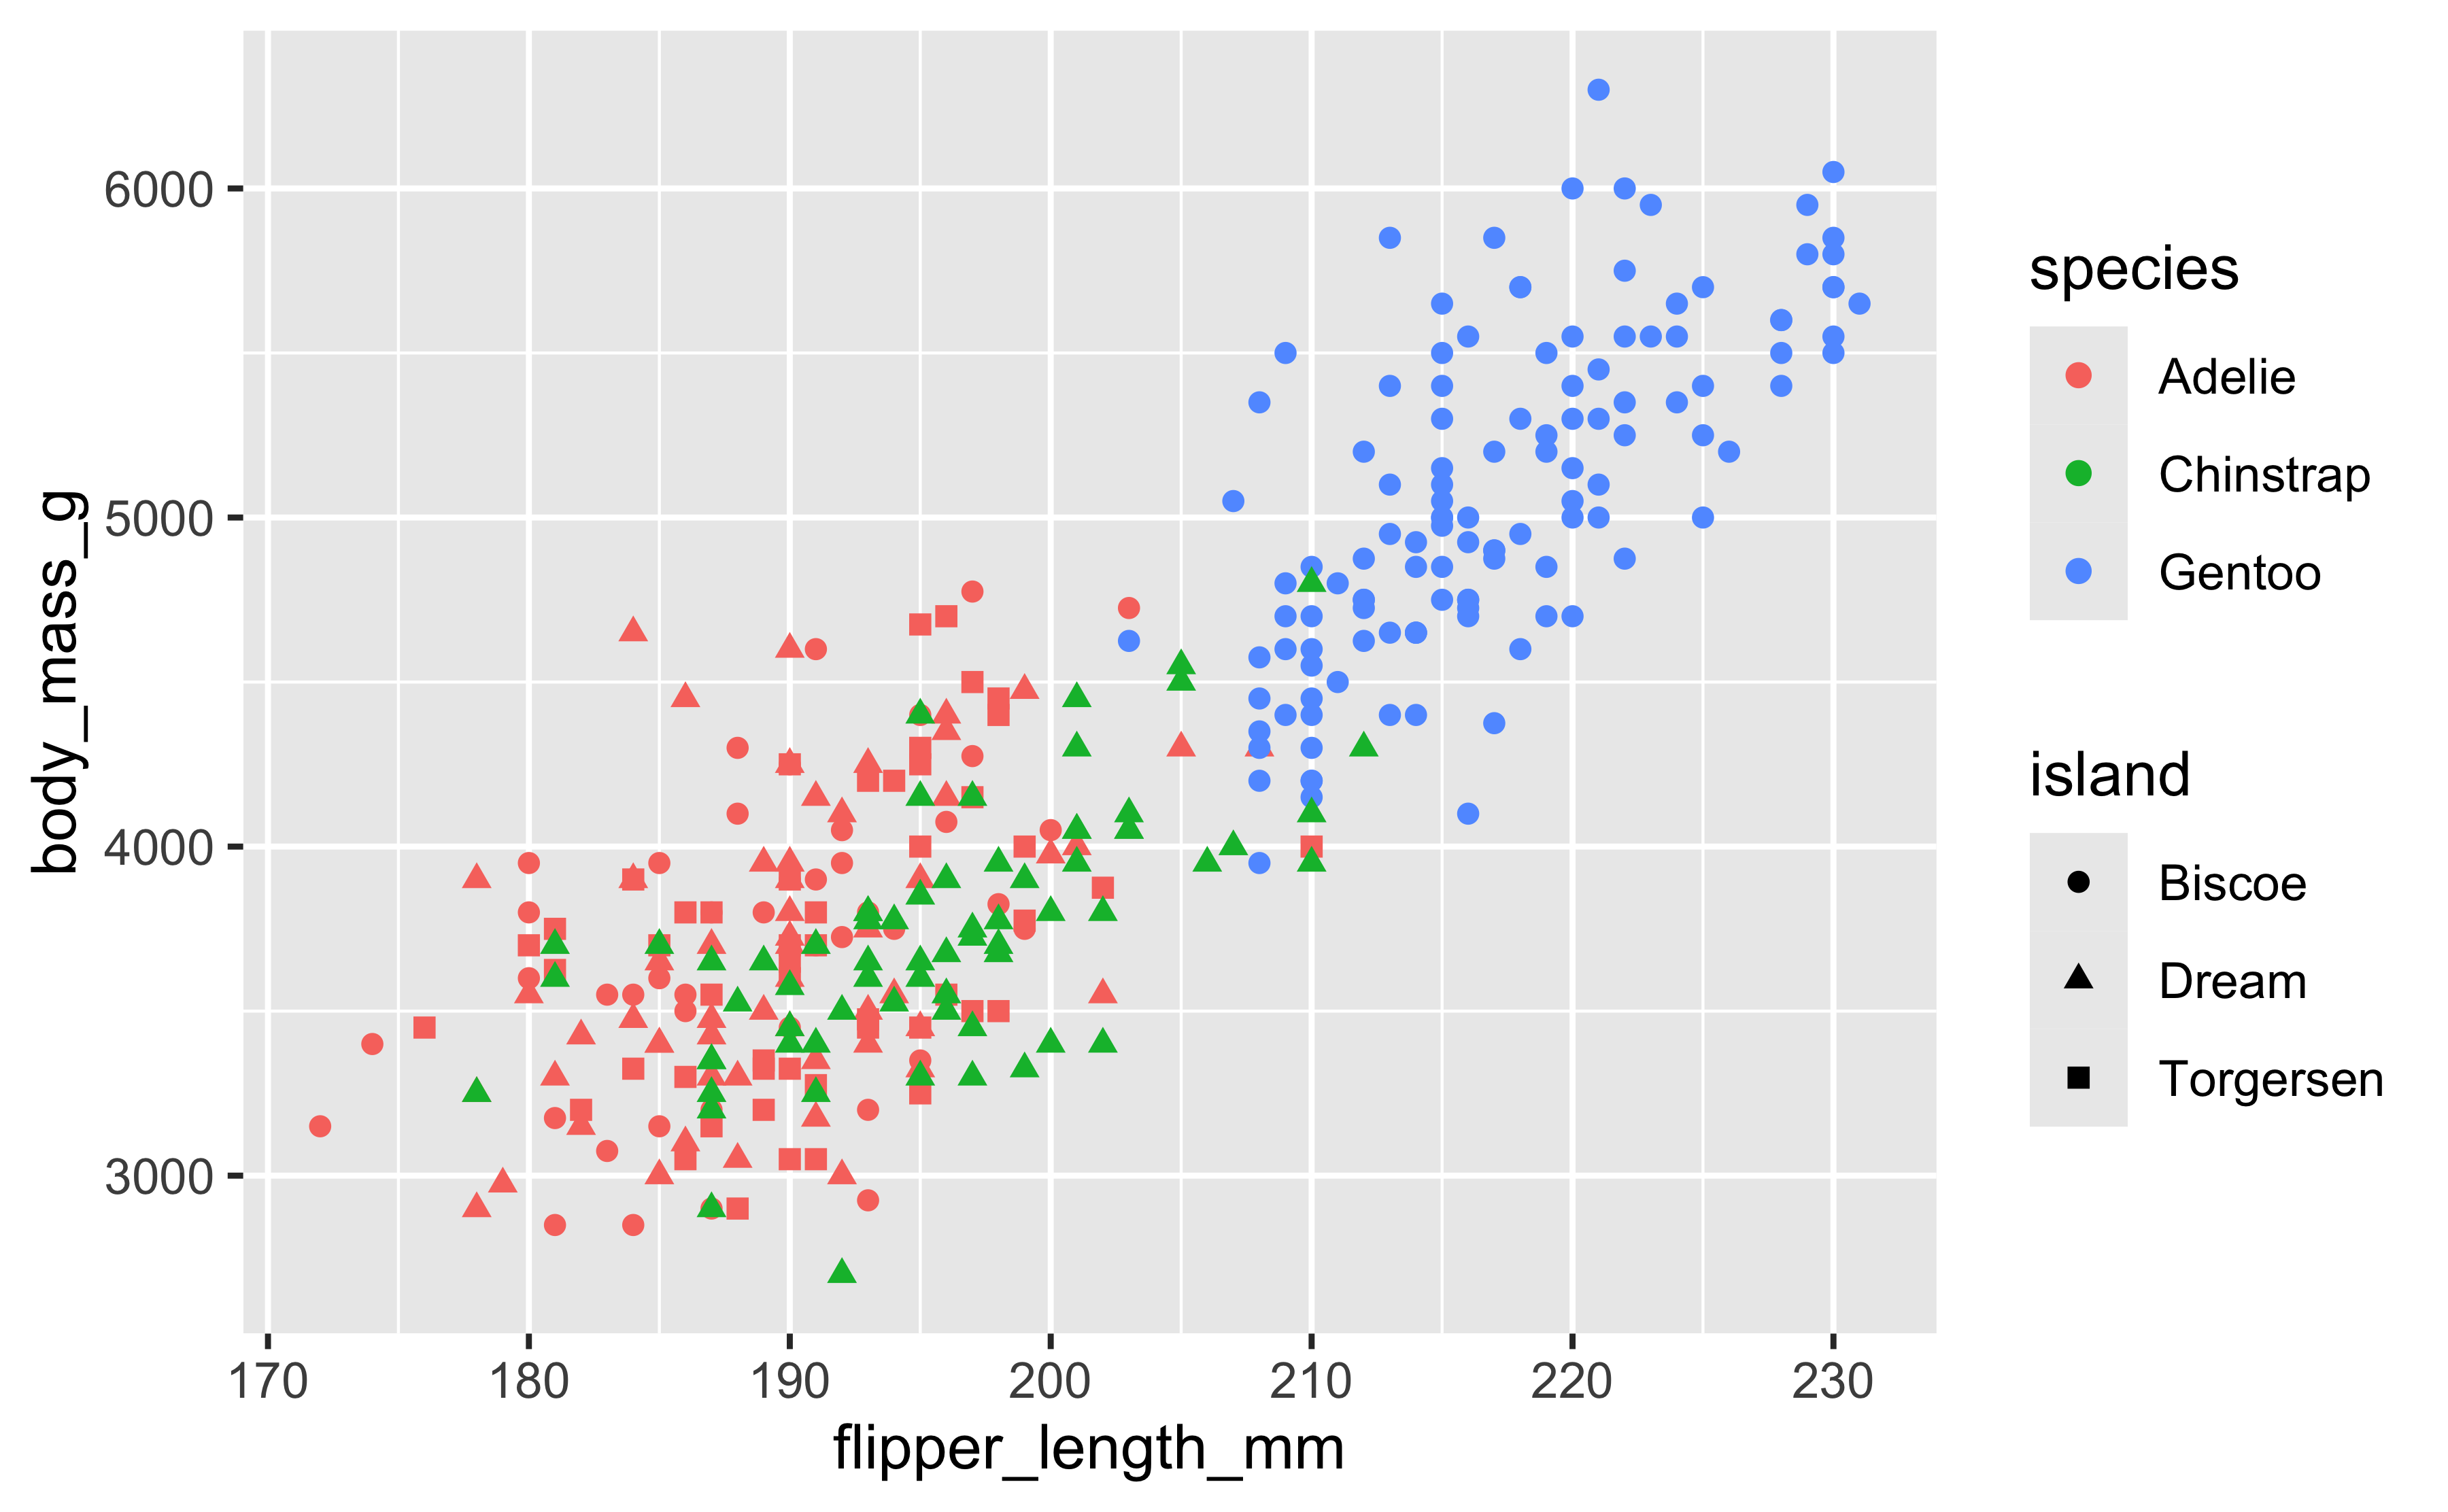 body_mass_g
6000
5000
4000
3000
170 180 190 200 210 220 230
flipper_length_mm
species
Adelie
Chinstrap
Gentoo
island
Biscoe
Dream
Torgersen